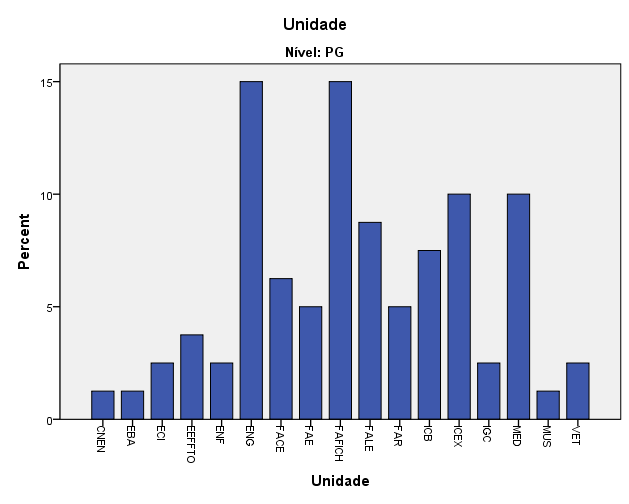 Unidade
Nível: PG
15
10
5
0
Percent
CNEN
EBA
ECI
EEFFTO
ENF
ENG
FACE
FAE
FAFICH
FALE
FAR
ICB
ICEX
IGC
MED
MUS
VET
Unidade